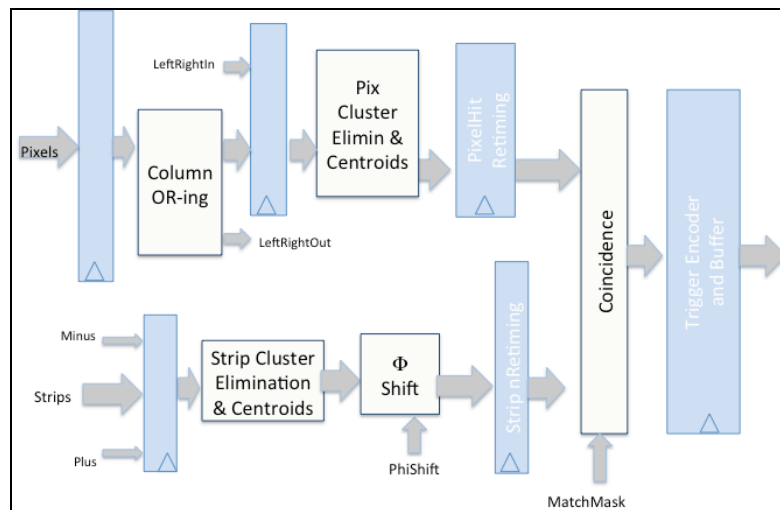 LeftRightIn
Pixels
Column
OR-ing
LeftRightOut
Pix
Cluster
Elimin &
Centroids
PixelHit
Retiming
Coincidence
Trigger Encoder
and Buffer
Minus
Strips
Plus
Strip Cluster
Elimination
& Centroids
Φ
Shift
PhiShift
Strip nRetiming
MatchMask